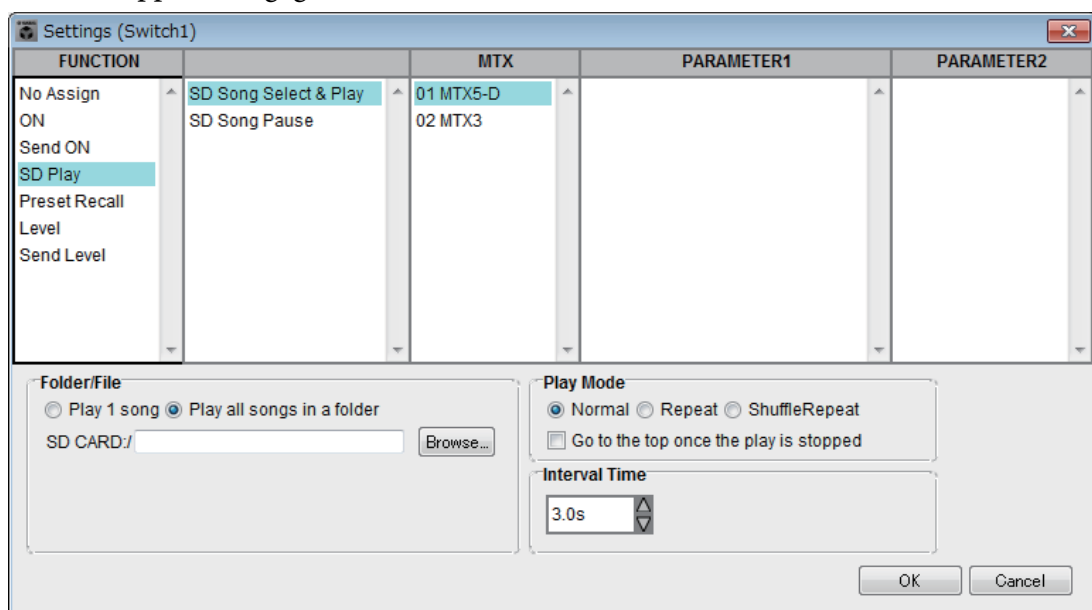 Settings (Switch1)
FUNCTION MTX PARAMETER1 PARAMETER2
No Assign SD Song Select & Play 01 MTX5-D
ON SD Song Pause 02 MTX3
Send ON
SD Play
Preset Recall
Level
Send Level
Folder/File
Play 1 song Play all songs in a folder
SD CARD:/ Browse...
Play Mode
Normal Repeat ShuffleRepeat
Go to the top once the play is stopped
Interval Time
3.0s
OK Cancel